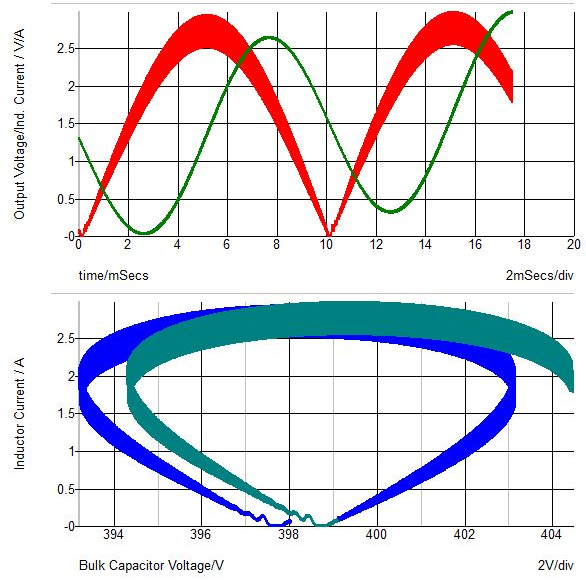 Output Voltage/Ind. Current / V/A
2.5
2
1.5
1
0.5
-0
0 2 4 6 8 10 12 14 16 18 20
time/mSecs 2mSecs/div
Inductor Current / A
2.5
2
1.5
1
0.5
-0
394 396 398 400 402 404
Bulk Capacitor Voltage/V 2V/div